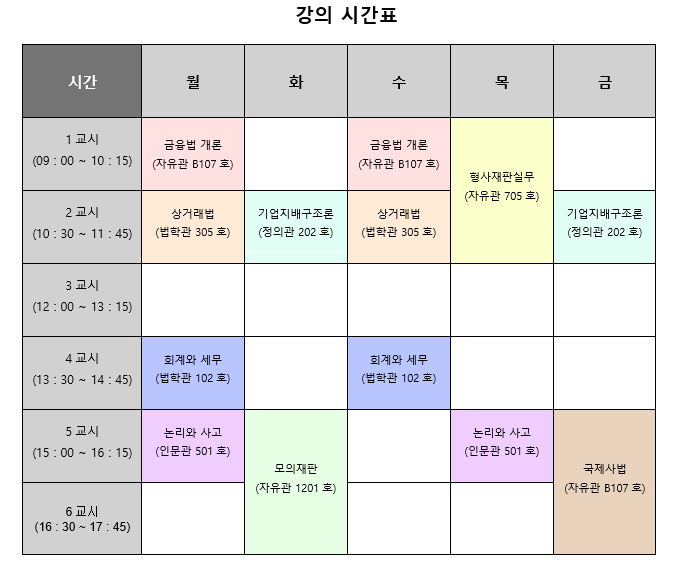 강의 시간표
시간 월 화 수 목 금
1 교시
(09 : 00 ~ 10 : 15)
금융법 개론
(자유관 B107 호)
금융법 개론
(자유관 B107 호)
형사재판실무
(자유관 705 호)
2 교시
(10 : 30 ~ 11 : 45)
상거래법
(법학관 305 호)
기업지배구조론
(정의관 202 호)
상거래법
(법학관 305 호)
기업지배구조론
(정의관 202 호)
3 교시
(12 : 00 ~ 13 : 15)
4 교시
(13 : 30 ~ 14 : 45)
회계와 세무
(법학관 102 호)
회계와 세무
(법학관 102 호)
5 교시
(15 : 00 ~ 16 : 15)
논리와 사고
(인문관 501 호)
모의재판
(자유관 1201 호)
논리와 사고
(인문관 501 호)
국제사법
(자유관 B107 호)
6 교시
(16 : 30 ~ 17 : 45)